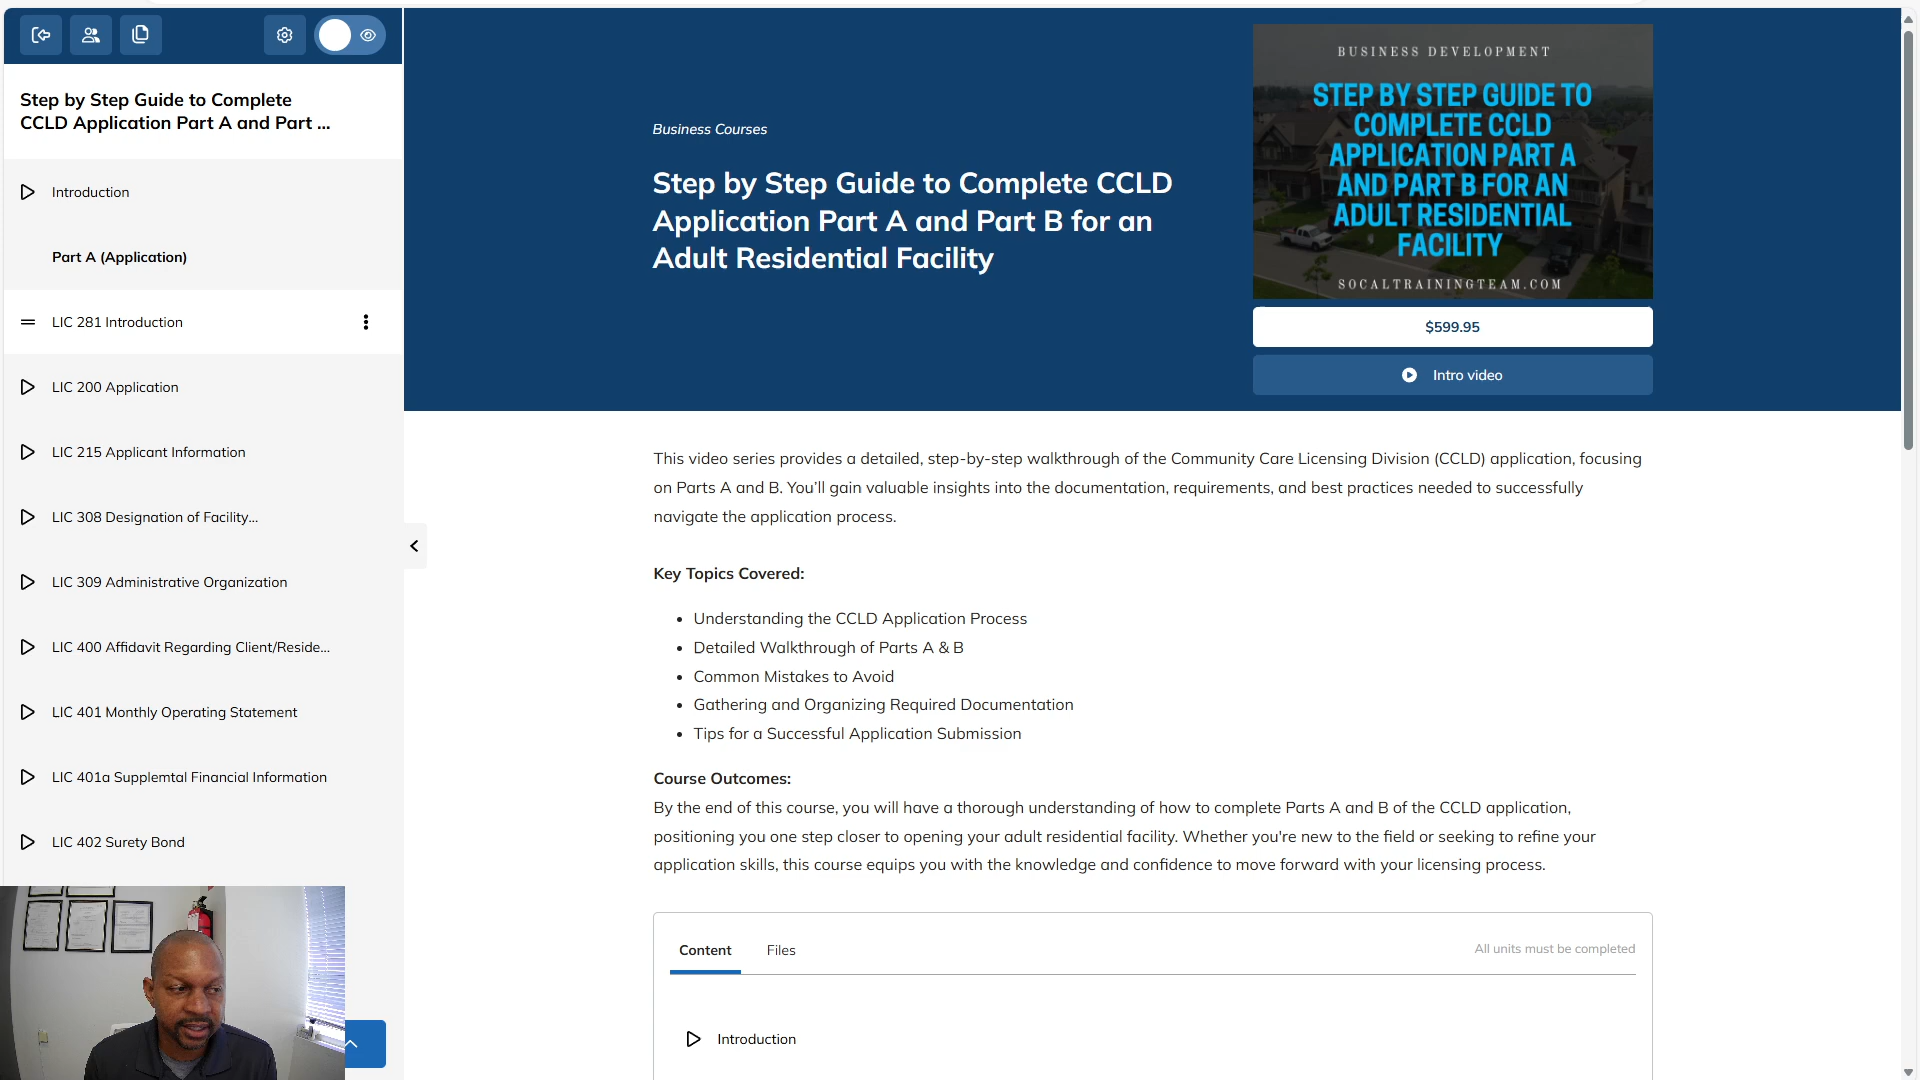 Step by Step Guide to Complete
CCLD Application Part A and Part ...
Introduction
Part A (Application)
LIC 281 Introduction
LIC 200 Application
LIC 215 Applicant Information
LIC 308 Designation of Facility...
LIC 309 Administrative Organization
LIC 400 Affidavit Regarding Client/Reside...
LIC 401 Monthly Operating Statement
LIC 401a Supplemtal Financial Information
LIC 402 Surety Bond
Business Courses
Step by Step Guide to Complete CCLD
Application Part A and Part B for an
Adult Residential Facility
BUSINESS DEVELOPMENT
STEP BY STEP GUIDE TO
COMPLETE CCLD
APPLICATION PART A
AND PART B FOR AN
ADULT RESIDENTIAL
FACILITY
SOCALTRAININGTEAM.COM
$599.95
Intro video
This video series provides a detailed, step-by-step walkthrough of the Community Care Licensing Division (CCLD) application, focusing
on Parts A and B. You’ll gain valuable insights into the documentation, requirements, and best practices needed to successfully
navigate the application process.
Key Topics Covered:
• Understanding the CCLD Application Process
• Detailed Walkthrough of Parts A & B
• Common Mistakes to Avoid
• Gathering and Organizing Required Documentation
• Tips for a Successful Application Submission
Course Outcomes:
By the end of this course, you will have a thorough understanding of how to complete Parts A and B of the CCLD application,
positioning you one step closer to opening your adult residential facility. Whether you're new to the field or seeking to refine your
application skills, this course equips you with the knowledge and confidence to move forward with your licensing process.
Content
Files
All units must be completed
Introduction